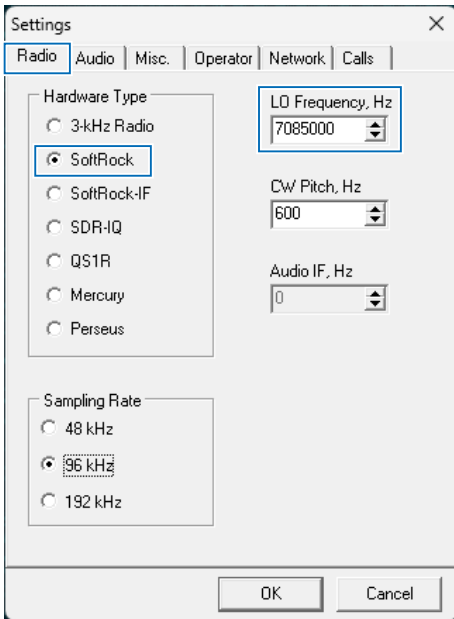 Settings
Radio Audio Misc. Operator Network Calls
Hardware Type
3-kHz Radio
SoftRock
SoftRock-IF
SDR-IQ
QS1R
Mercury
Perseus
LO Frequency, Hz
7085000
CW Pitch, Hz
600
Audio IF, Hz
0
Sampling Rate
48 kHz
96 kHz
192 kHz
OK Cancel